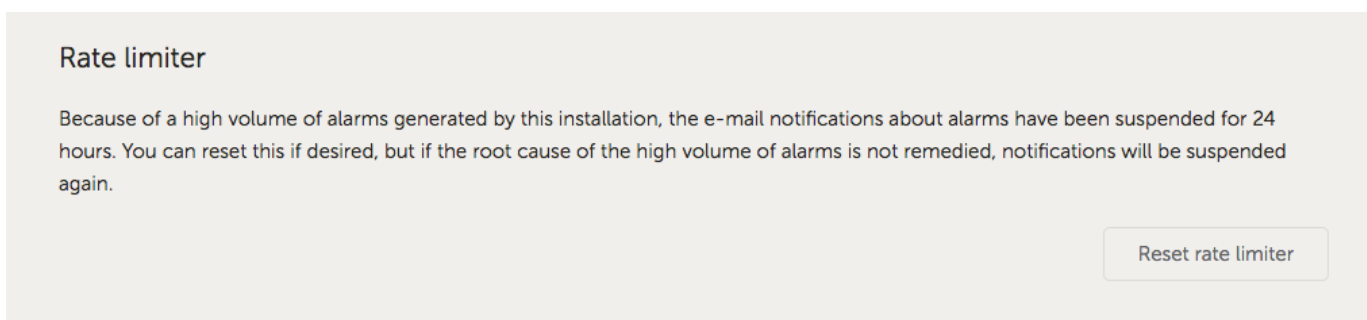 Rate limiter
Because of a high volume of alarms generated by this installation, the e-mail notifications about alarms have been suspended for 24
hours. You can reset this if desired, but if the root cause of the high volume of alarms is not remedied, notifications will be suspended
again.
Reset rate limiter